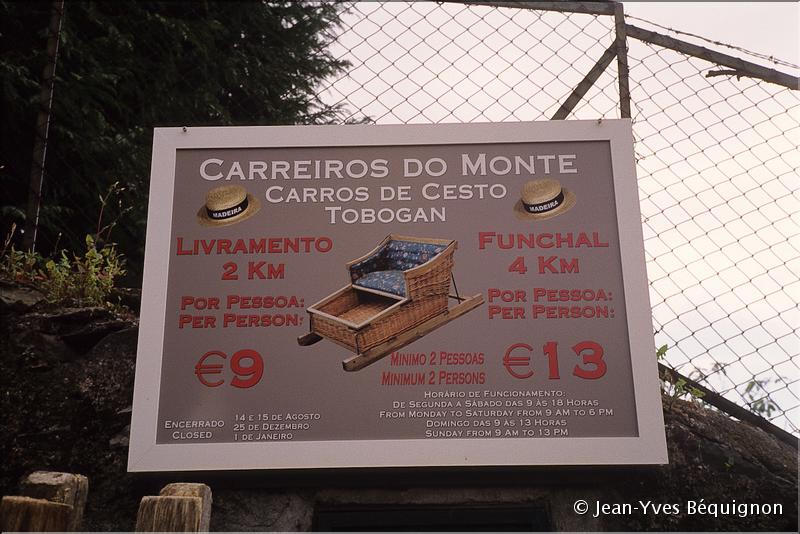 CARREIROS DO MONTE
CARROS DE CESTO
TOBOGAN
MADEIRA
MADEIRA
LIVRAMENTO
2 KM
POR PESSOA:
PER PERSON:
€9
FUNCHAL
4 KM
POR PESSOA:
PER PERSON:
€13
MINIMO 2 PESSOAS
MINIMUM 2 PERSONS
HORÁRIO DE FUNCIONAMENTO:
DE SEGUNDA A SÁBADO DAS 9 ÀS 18 HORAS
FROM MONDAY TO SATURDAY FROM 9 AM TO 6 PM
DOMINGO DAS 9 ÀS 13 HORAS
SUNDAY FROM 9 AM TO 13 PM
ENCERRADO
CLOSED
14 E 15 DE AGOSTO
25 DE DEZEMBRO
1 DE JANEIRO
© Jean-Yves Béquignon